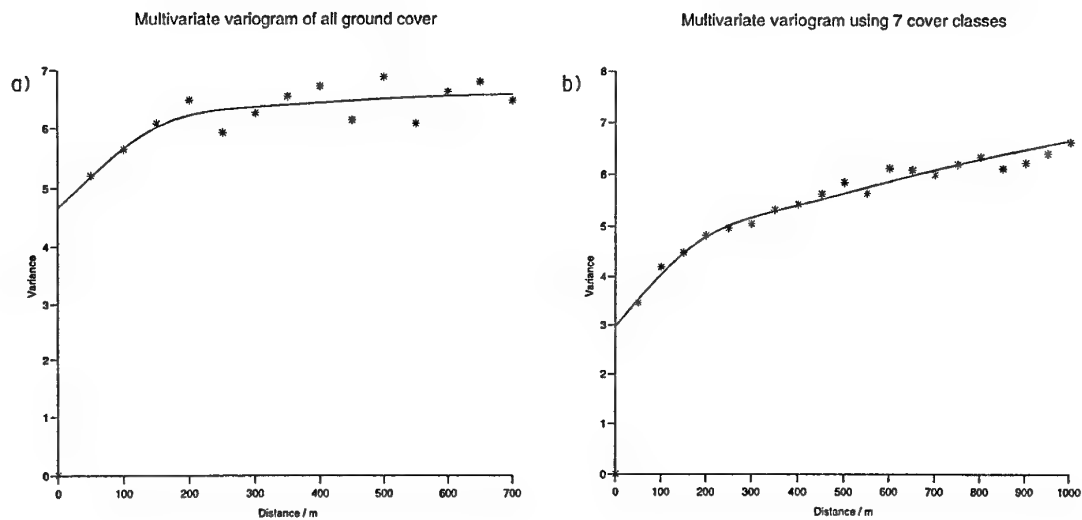 Multivariate variogram of all ground cover
a)
7
6
5
4
3
2
1
0
Variance
0 100 200 300 400 500 600 700
Distance / m
Multivariate variogram using 7 cover classes
b)
8
7
6
5
4
3
2
1
0
Variance
0 100 200 300 400 500 600 700 800 900 1000
Distance / m